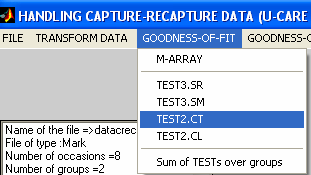 HANDLING CAPTURE-RECAPTURE DATA (U-CARE
FILE TRANSFORM DATA GOODNESS-OF-FIT GOODNESS-O
M-ARRAY
TEST3.SR
TEST3.SM
TEST2.CT
TEST2.CL
Sum of TESTs over groups
Name of the file =>datacrec
File of type :Mark
Number of occasions =8
Number of groups =2